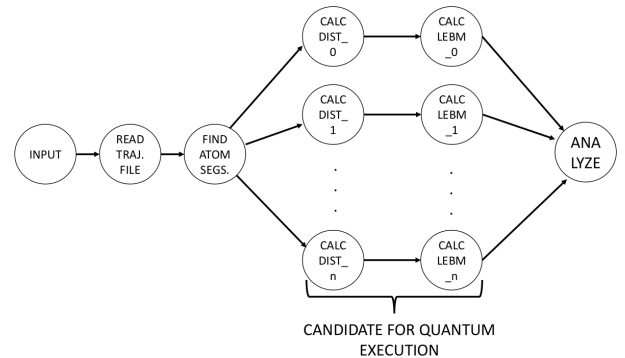 INPUT
READ
TRAJ.
FILE
FIND
ATOM
SEGS.
CALC
DIST_
0
CALC
LEBM
_0
CALC
DIST_
1
CALC
LEBM
_1
.
.
.
.
.
.
CALC
DIST_
n
CALC
LEBM
_n
ANA
LYZE
CANDIDATE FOR QUANTUM
EXECUTION